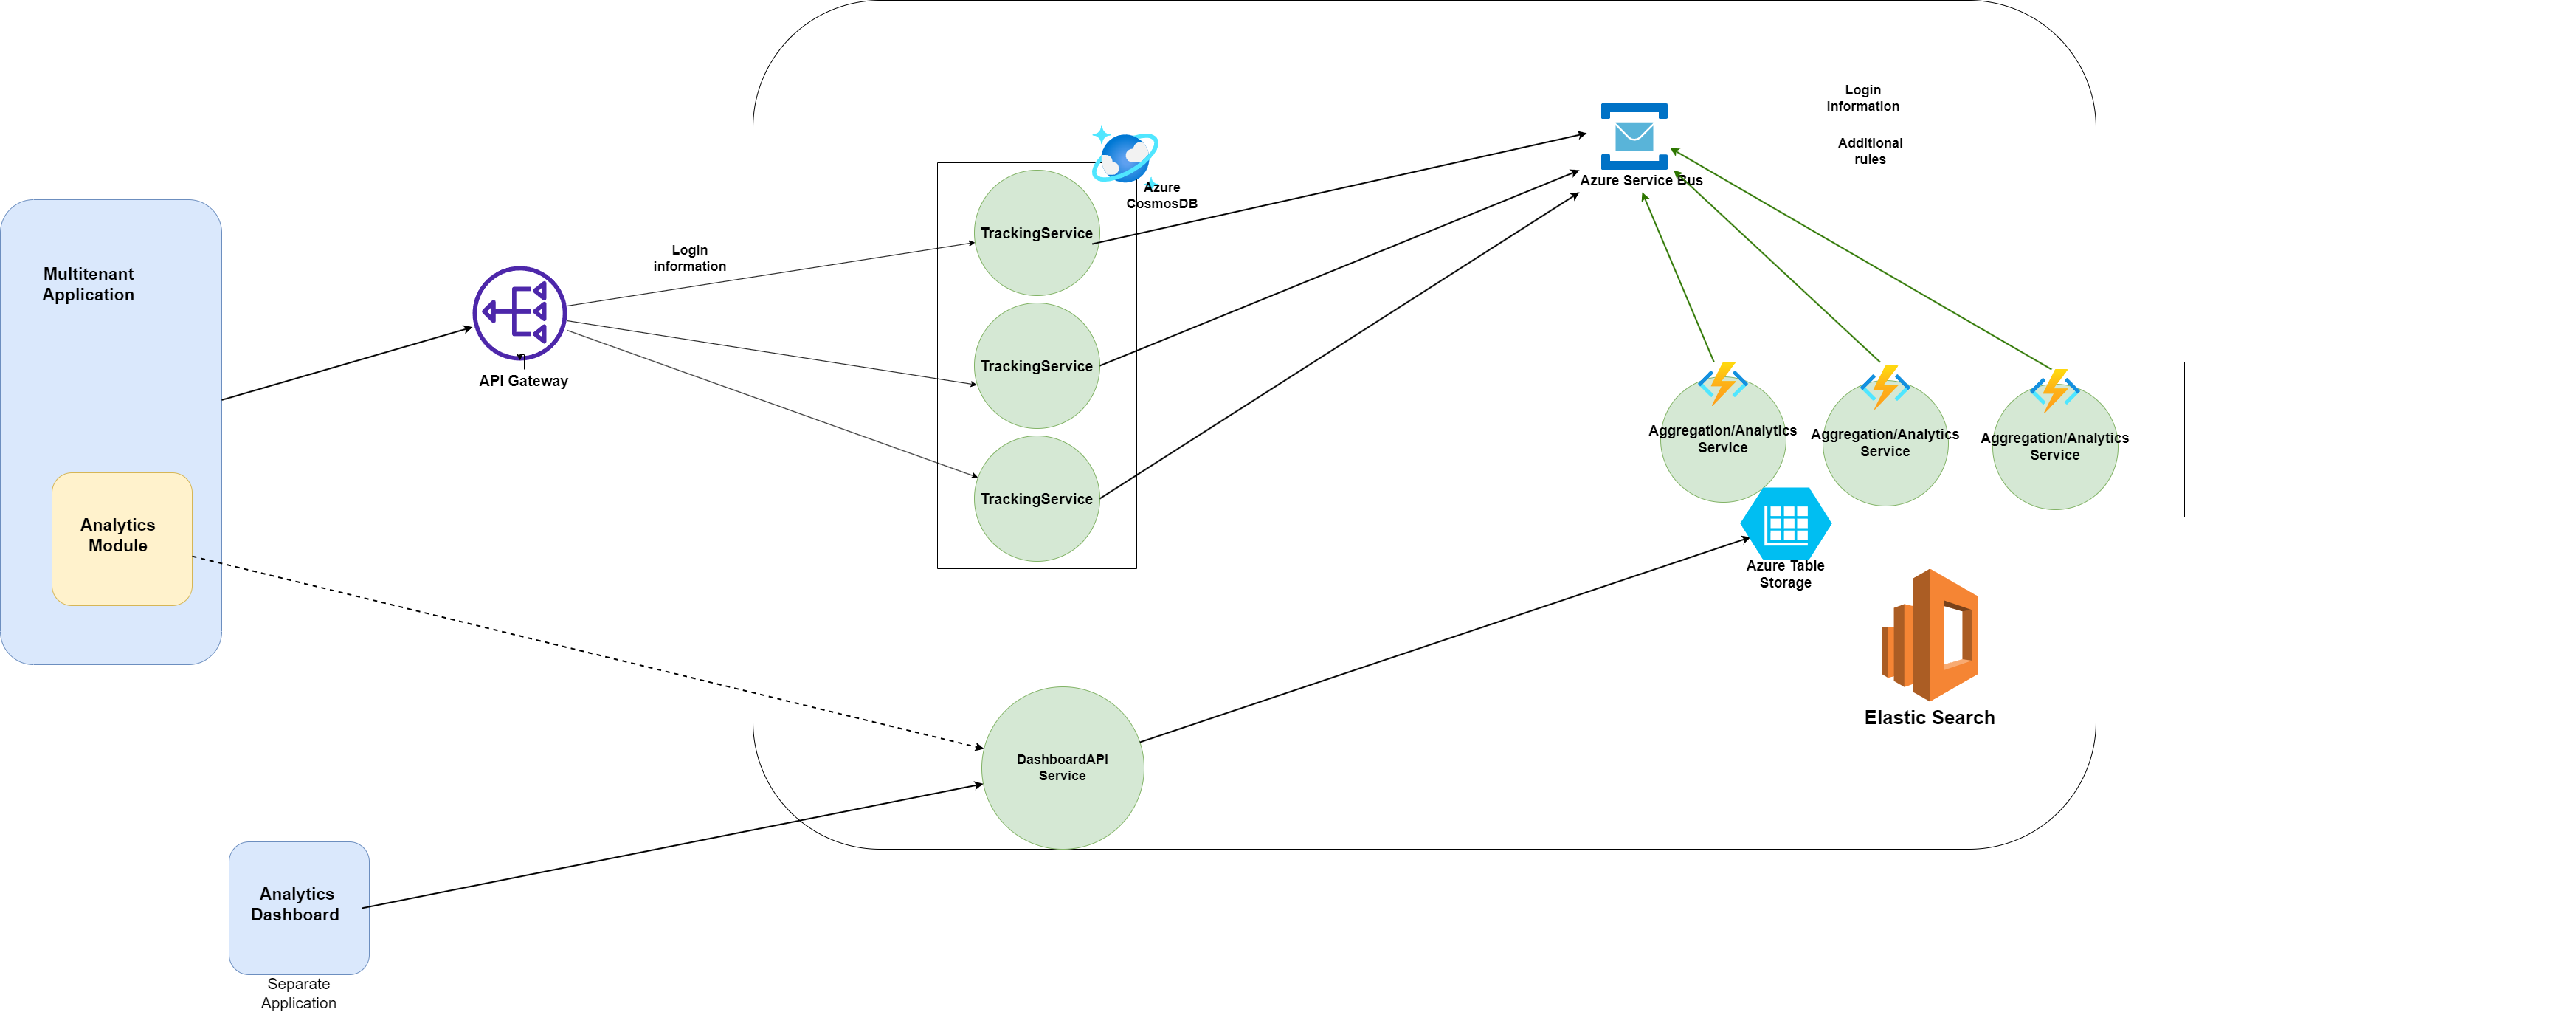 Login
information
Additional
rules
Azure Service Bus
Azure
CosmosDB
TrackingService
Login
information
Multitenant
Application
API Gateway
TrackingService
TrackingService
Aggregation/Analytics
Service
Aggregation/Analytics
Service
Aggregation/Analytics
Service
Analytics
Module
Azure Table
Storage
Elastic Search
DashboardAPI
Service
Analytics
Dashboard
Separate
Application